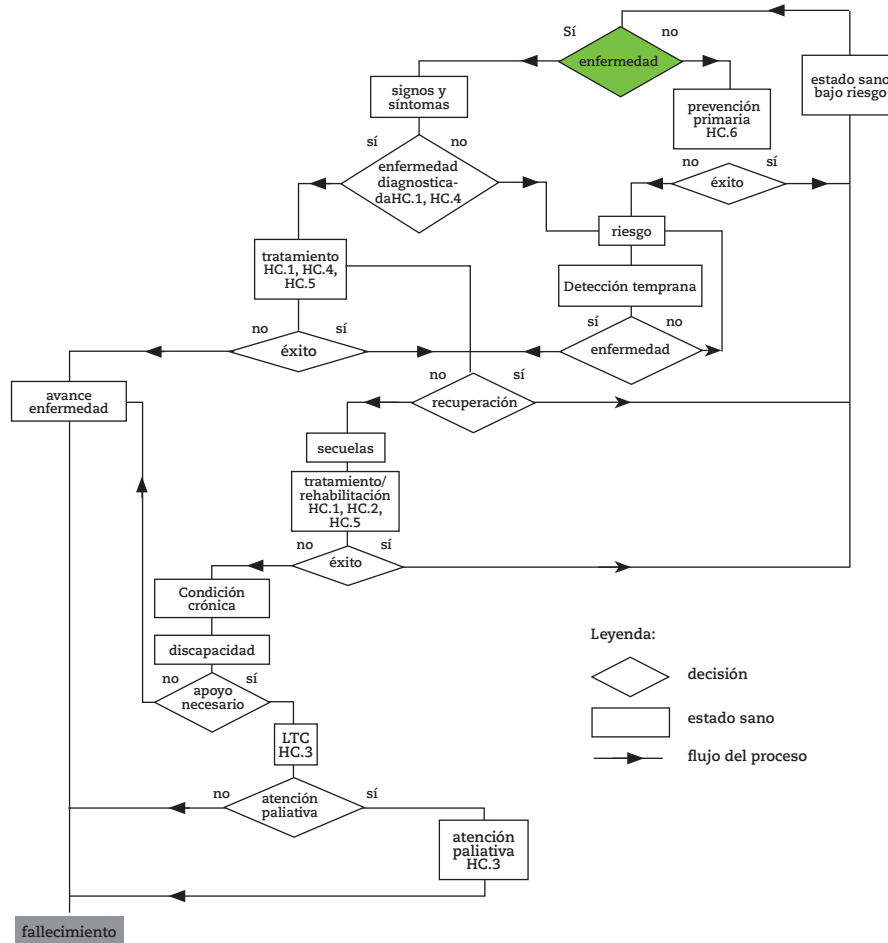 Sí
no
enfermedad
estado sano
bajo riesgo
signos y
síntomas
prevención
primaria
HC.6
sí
no
enfermedad
diagnostica-
daHC.1, HC.4
no
sí
éxito
riesgo
tratamiento
HC.1, HC.4,
HC.5
Detección temprana
no
sí
éxito
sí
no
enfermedad
avance
enfermedad
no
sí
recuperación
secuelas
tratamiento/
rehabilitación
HC.1, HC.2,
HC.5
no
sí
éxito
Condición
crónica
discapacidad
no
sí
apoyo
necesario
LTC
HC.3
no
sí
atención
paliativa
atención
paliativa
HC.3
fallecimiento
Leyenda:
decisión
estado sano
flujo del proceso